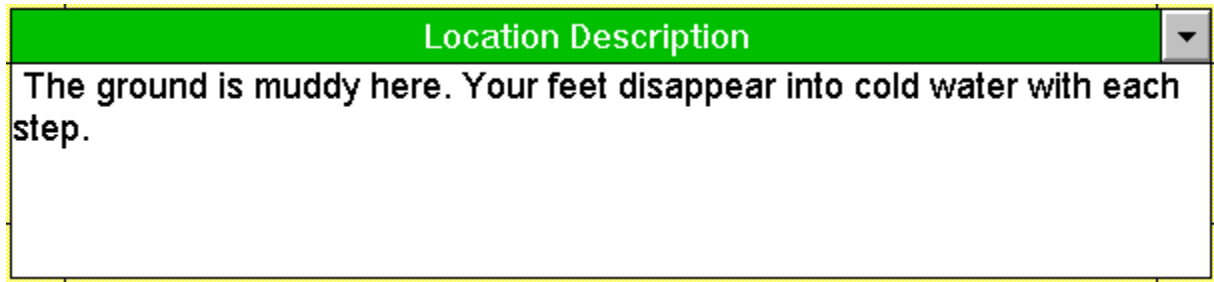 Location Description
The ground is muddy here. Your feet disappear into cold water with each
step.